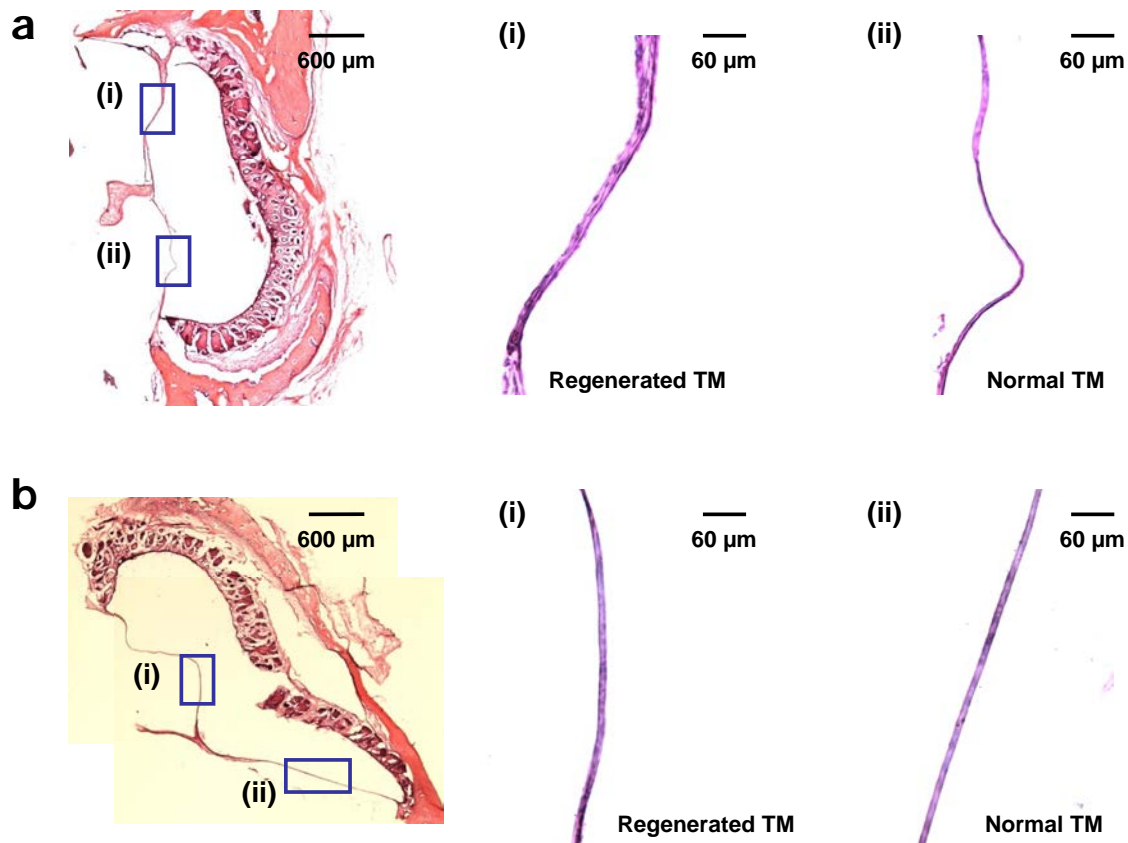 a
600 µm
(i)
(ii)
(i)
60 µm
Regenerated TM
(ii)
60 µm
Normal TM
b
600 µm
(i)
(ii)
(i)
60 µm
Regenerated TM
(ii)
60 µm
Normal TM